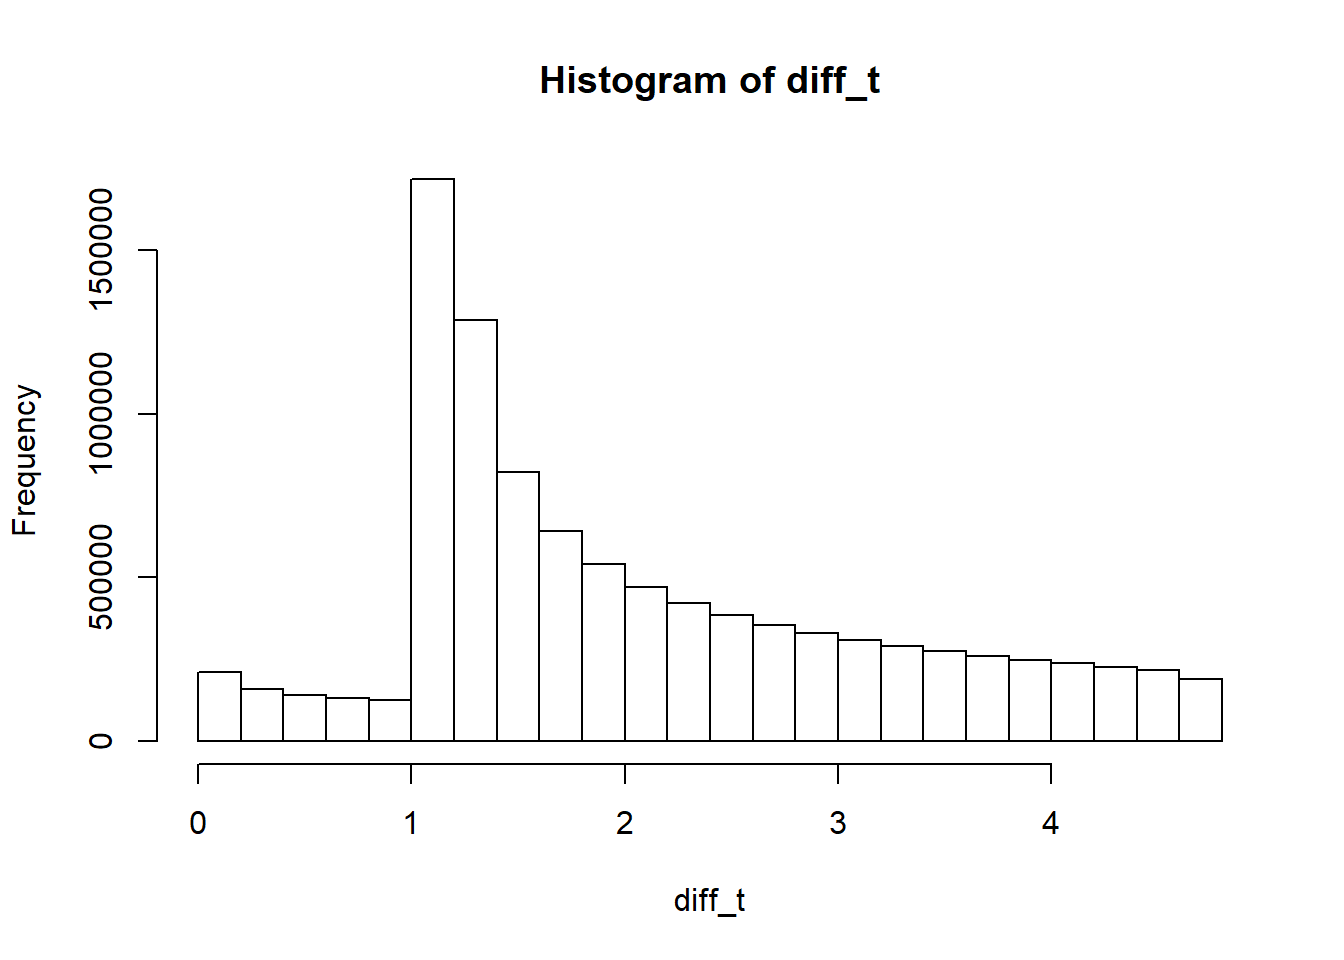 Histogram of diff_t
Frequency
1500000
1000000
500000
0
0 1 2 3 4
diff_t